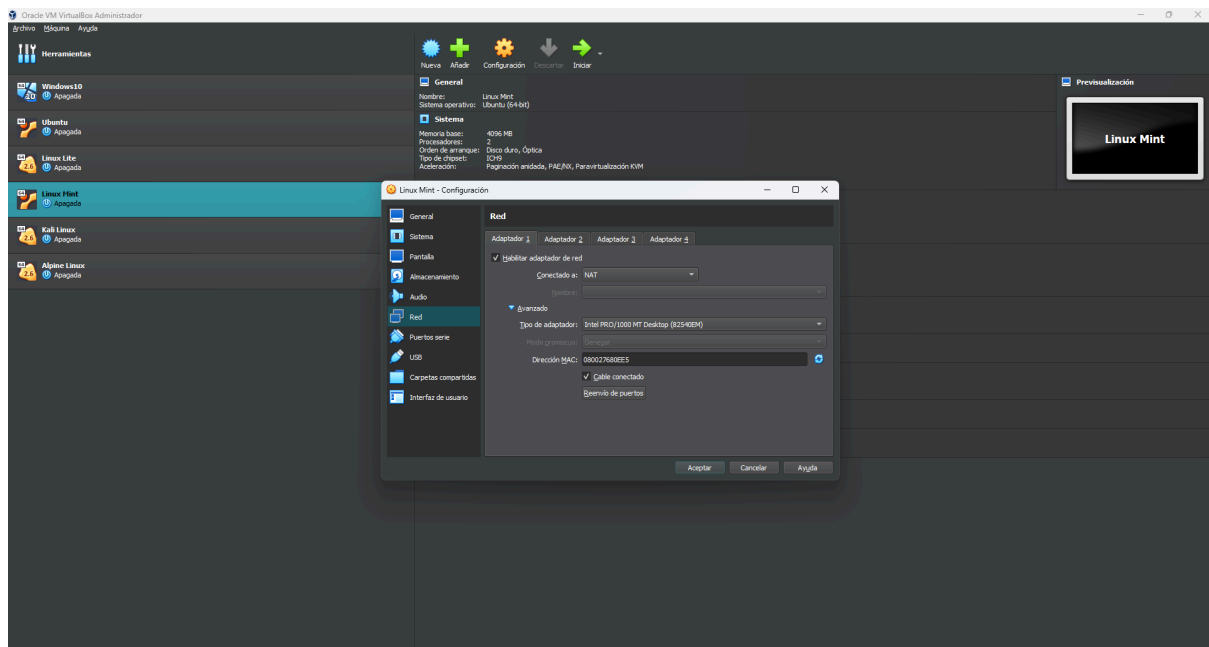 Oracle VM VirtualBox Administrador
Archivo Máquina Ayuda
Herramientas
Nueva Añadir Configuración Descartar Iniciar
Windows10
Apagada
Ubuntu
Apagada
Linux Lite
Apagada
Linux Mint
Apagada
Kali Linux
Apagada
Alpine Linux
Apagada
General
Nombre: Linux Mint
Sistema operativo: Ubuntu (64-bit)
Sistema
Memoria base: 4096 MB
Procesadores: 2
Orden de arranque: Disco duro, Óptica
Tipo de chipset: ICH9
Aceleración: Paginación anidada, PAE/NX, Paravirtualización KVM
Previsualización
Linux Mint
Linux Mint - Configuración
General
Sistema
Pantalla
Almacenamiento
Audio
Red
Puertos serie
USB
Carpetas compartidas
Interfaz de usuario
Red
Adaptador 1 Adaptador 2 Adaptador 3 Adaptador 4
Habilitar adaptador de red
Conectado a: NAT
Nombre:
Avanzado
Tipo de adaptador: Intel PRO/1000 MT Desktop (82540EM)
Modo promiscuo: Denegar
Dirección MAC: 080027680EE5
Cable conectado
Reenvío de puertos
Aceptar Cancelar Ayuda